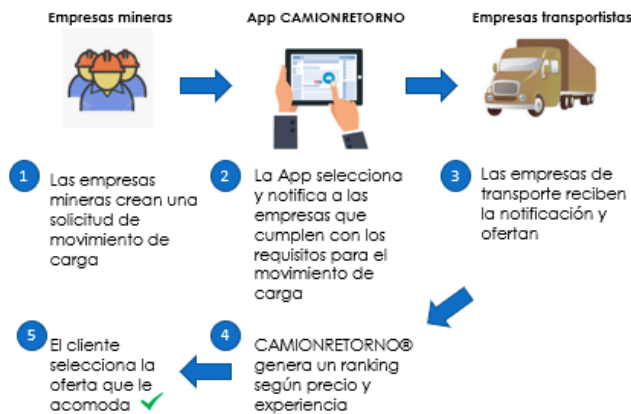 Empresas mineras
App CAMIONRETORNO
Empresas transportistas
1
Las empresas
mineras crean una
solicitud de
movimiento de
carga
2
La App selecciona
y notifica a las
empresas que
cumplen con los
requisitos para el
movimiento de
carga
3
Las empresas de
transporte reciben
la notificación y
ofertan
4
CAMIONRETORNO®
genera un ranking
según precio y
experiencia
5
El cliente
selecciona la
oferta que le
acomoda